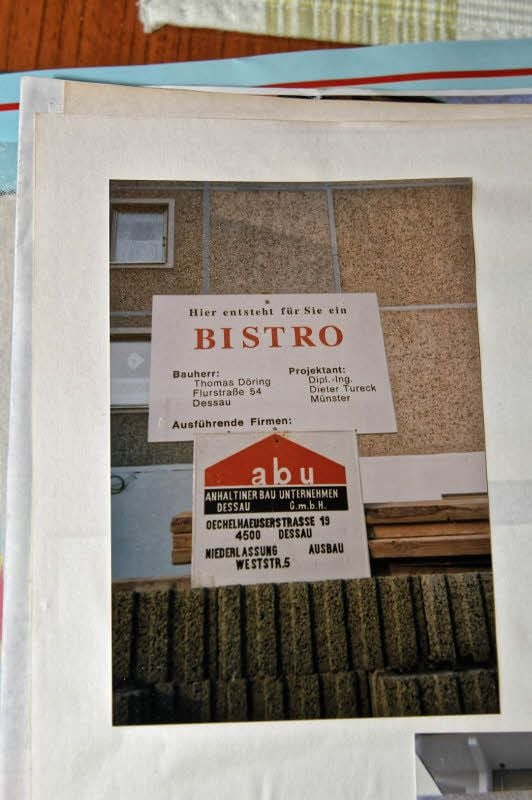 Hier entsteht für Sie ein
BISTRO
Bauherr:
Thomas Döring
Flurstraße 54
Dessau
Projektant:
Dipl.-Ing.
Dieter Tureck
Münster
Ausführende Firmen:
abu
ANHALTINER BAU UNTERNEHMEN
DESSAU G.m.b.H.
OECHELHAEUSERSTRASSE 19
4500 DESSAU
NIEDERLASSUNG AUSBAU
WESTSTR.5